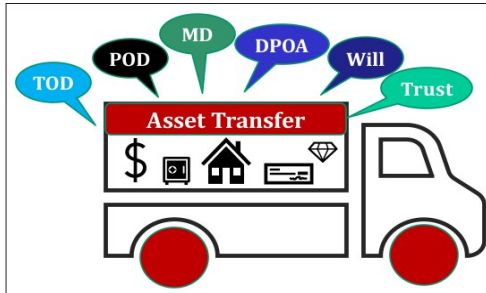 TOD
POD
MD
DPOA
Will
Trust
Asset Transfer
$